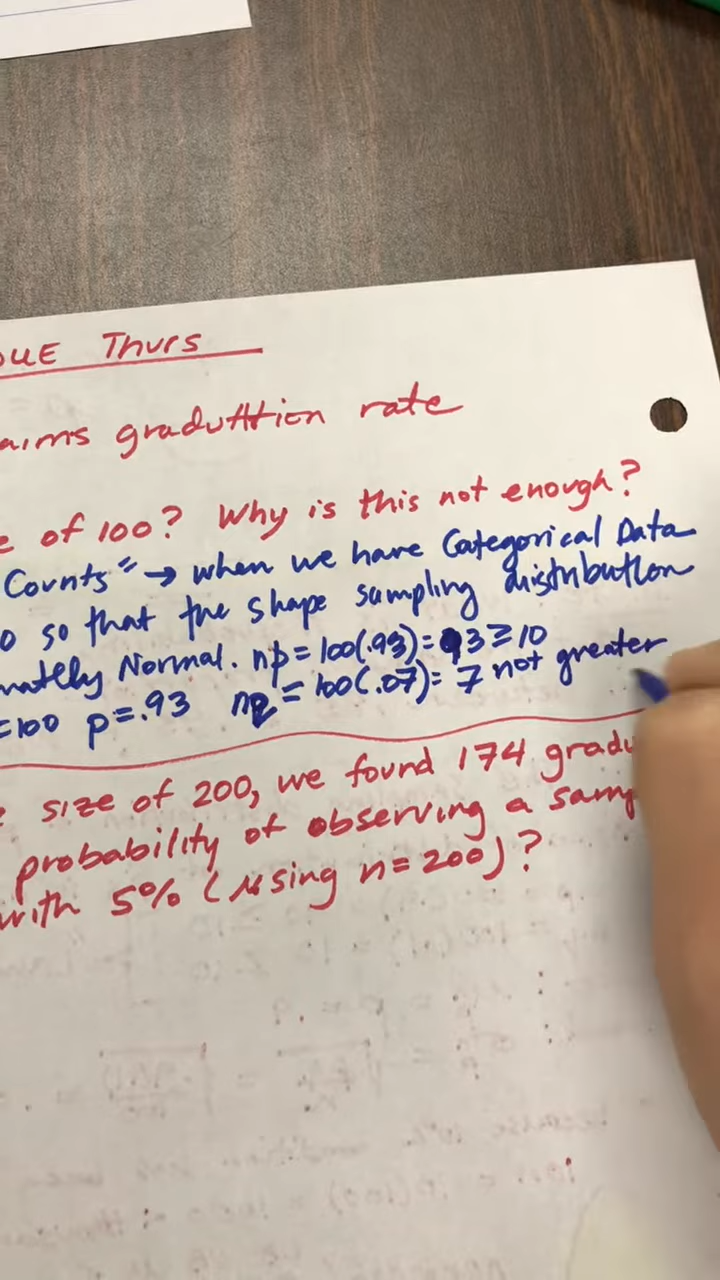 DUE Thurs
aims graduttion rate
e of 100? Why is this not enough?
Counts" → when we have Categorical Data
0 so that the shape sampling distribution
mately Normal. np = 100(.93) = 93 ≥ 10
=100 p = .93 nq = 100(.07) = 7 not greater
size of 200, we found 174 gradu
probability of observing a samp
with 5% (using n = 200)?